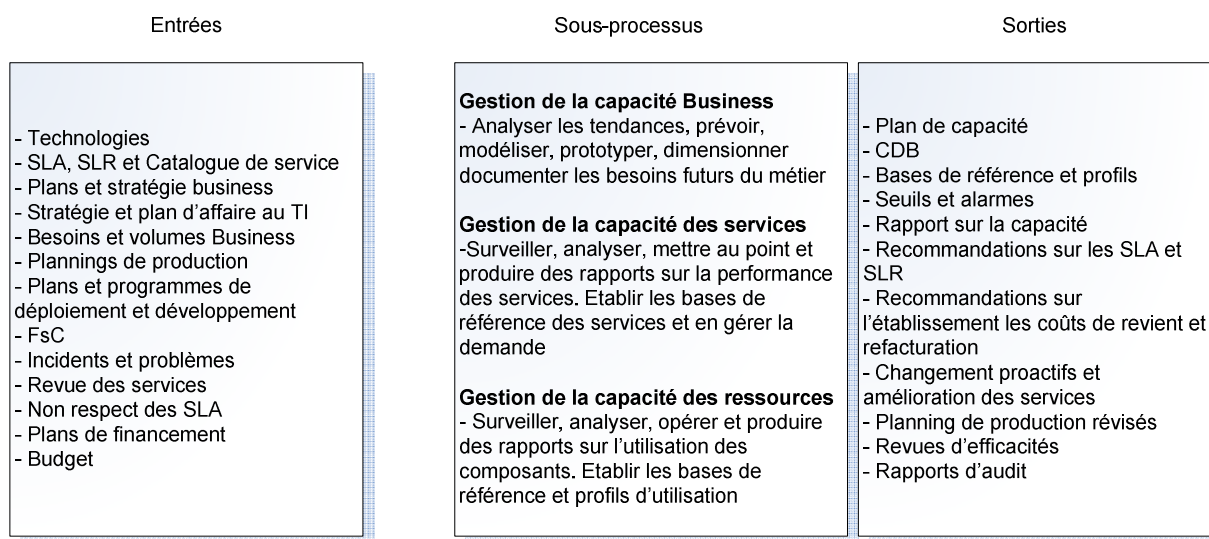 Entrées
- Technologies
- SLA, SLR et Catalogue de service
- Plans et stratégie business
- Stratégie et plan d'affaire au TI
- Besoins et volumes Business
- Plannings de production
- Plans et programmes de
déploiement et développement
- FsC
- Incidents et problèmes
- Revue des services
- Non respect des SLA
- Plans de financement
- Budget
Sous-processus
Gestion de la capacité Business
- Analyser les tendances, prévoir,
modéliser, prototyper, dimensionner
documenter les besoins futurs du métier
Gestion de la capacité des services
-Surveiller, analyser, mettre au point et
produire des rapports sur la performance
des services. Etablir les bases de
référence des services et en gérer la
demande
Gestion de la capacité des ressources
- Surveiller, analyser, opérer et produire
des rapports sur l'utilisation des
composants. Etablir les bases de
référence et profils d'utilisation
Sorties
- Plan de capacité
- CDB
- Bases de référence et profils
- Seuils et alarmes
- Rapport sur la capacité
- Recommandations sur les SLA et
SLR
- Recommandations sur
l'établissement les coûts de revient et
refacturation
- Changement proactifs et
amélioration des services
- Planning de production révisés
- Revues d'efficacités
- Rapports d'audit